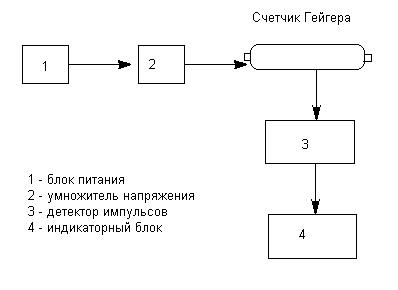 Счетчик Гейгера
1
2
3
1 - блок питания
2 - умножитель напряжения
3 - детектор импульсов
4 - индикаторный блок
4